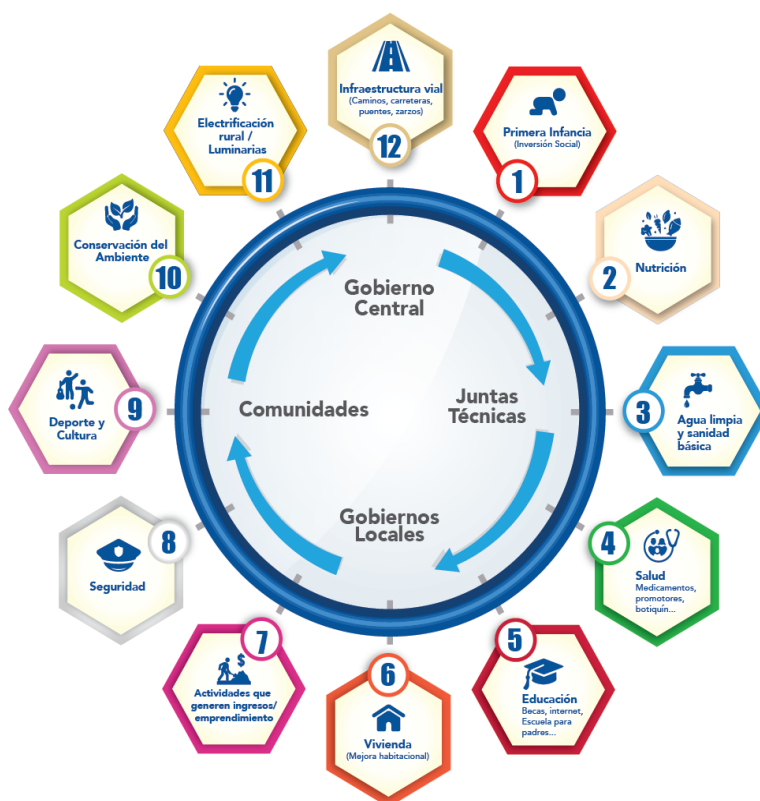 Infraestructura vial
(Caminos, carreteras,
puentes, zarzos)
12
Primera Infancia
(Inversión Social)
1
Nutrición
2
Agua limpia
y sanidad
básica
3
Salud
Medicamentos,
promotores,
botiquín...
4
Educación
Becas, internet,
Escuela para
padres...
5
Vivienda
(Mejora habitacional)
6
Actividades que
generen ingresos/
emprendimiento
$
7
Seguridad
8
Deporte y
Cultura
9
Conservación del
Ambiente
10
Electrificación
rural /
Luminarias
11
Gobierno
Central
Juntas
Técnicas
Gobiernos
Locales
Comunidades